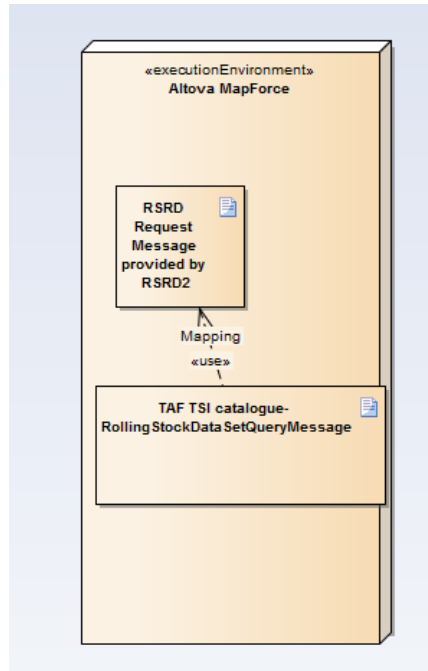 «executionEnvironment»
Altova MapForce
RSRD
Request
Message
provided by
RSRD2
Mapping
«use»
TAF TSI catalogue-
RollingStockDataSetQueryMessage